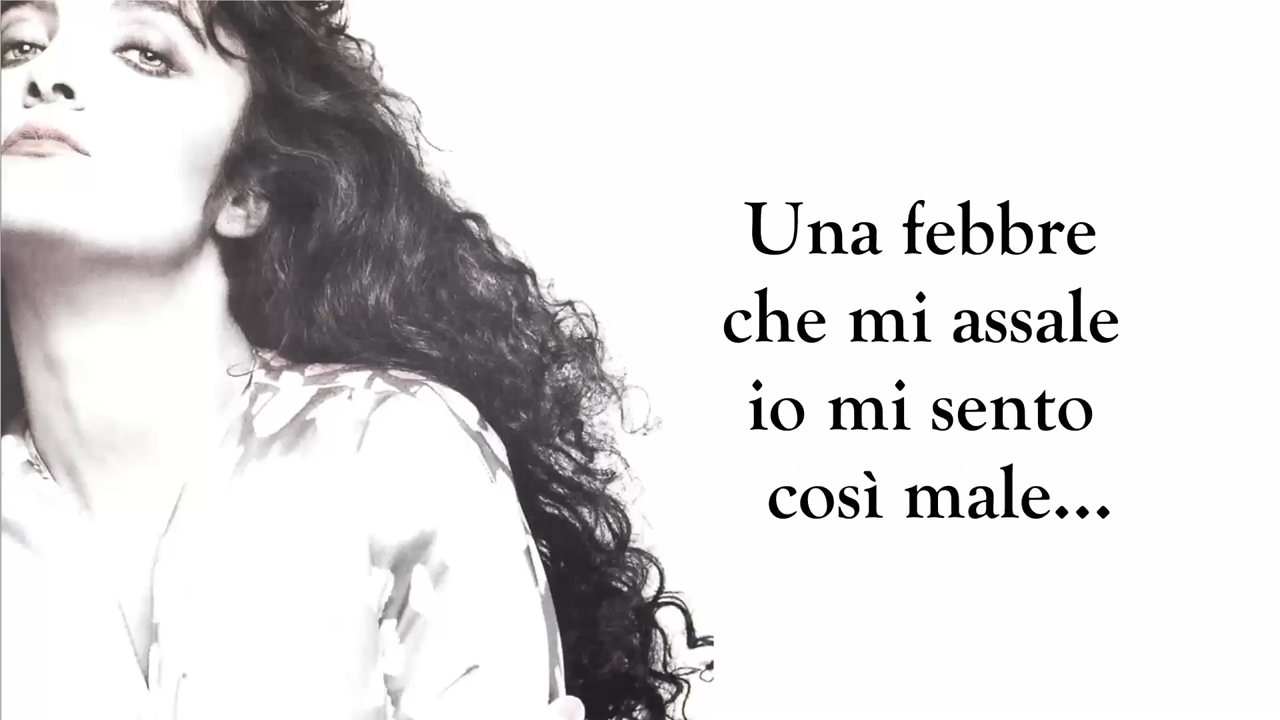 Una febbre
che mi assale
io mi sento
così male...